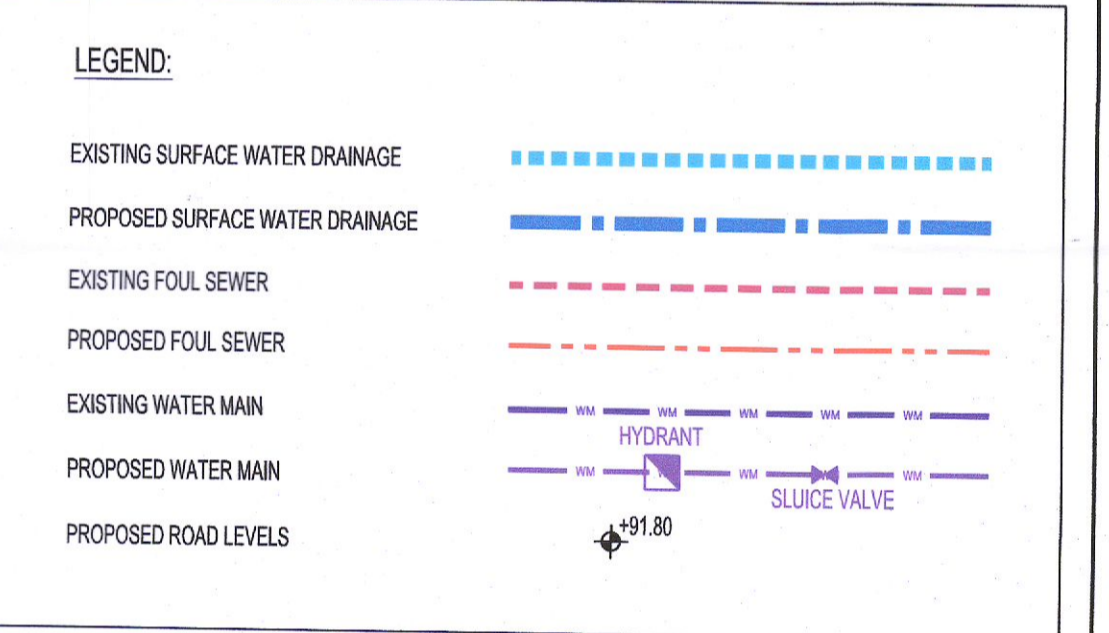 LEGEND:
EXISTING SURFACE WATER DRAINAGE
PROPOSED SURFACE WATER DRAINAGE
EXISTING FOUL SEWER
PROPOSED FOUL SEWER
EXISTING WATER MAIN WM WM WM WM WM
HYDRANT
PROPOSED WATER MAIN WM WM WM
SLUICE VALVE
PROPOSED ROAD LEVELS +91.80